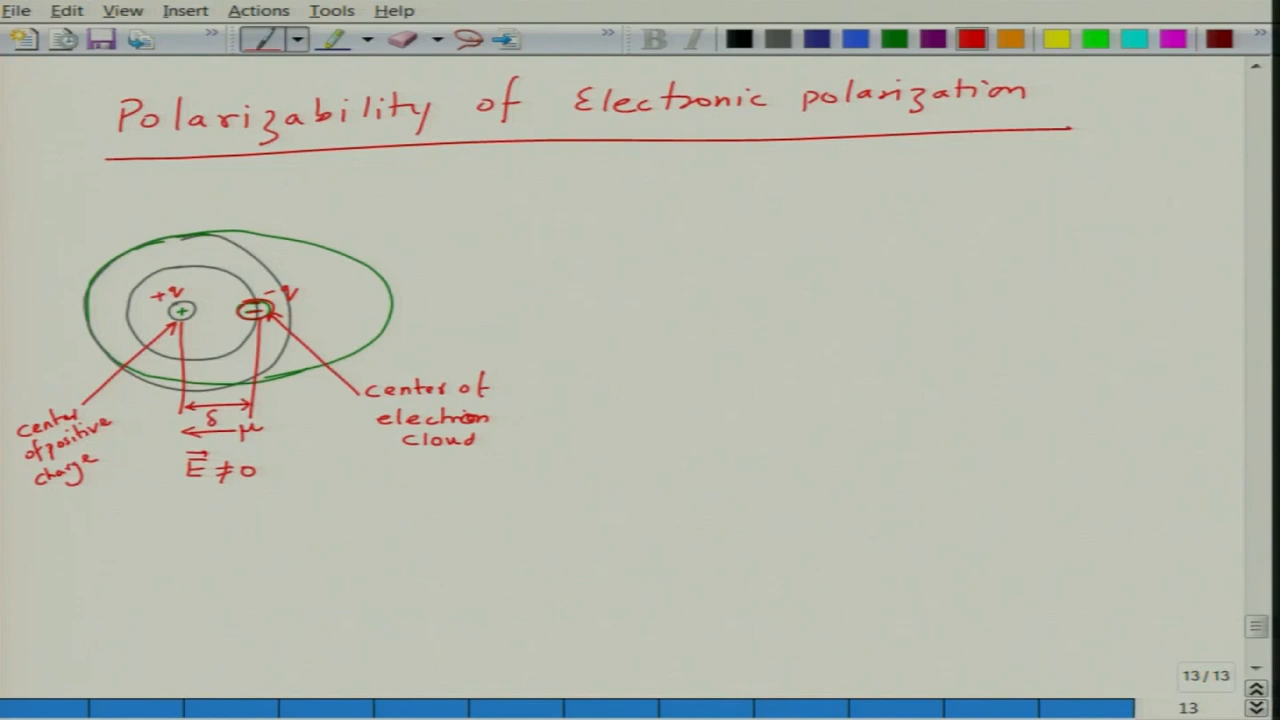 File Edit View Insert Actions Tools Help
B I
Polarizability of Electronic polarization
+q
-q
+
−
center of
electron
cloud
center
of positive
charge
δ
μ
E⃗ ≠ 0
13 / 13
13